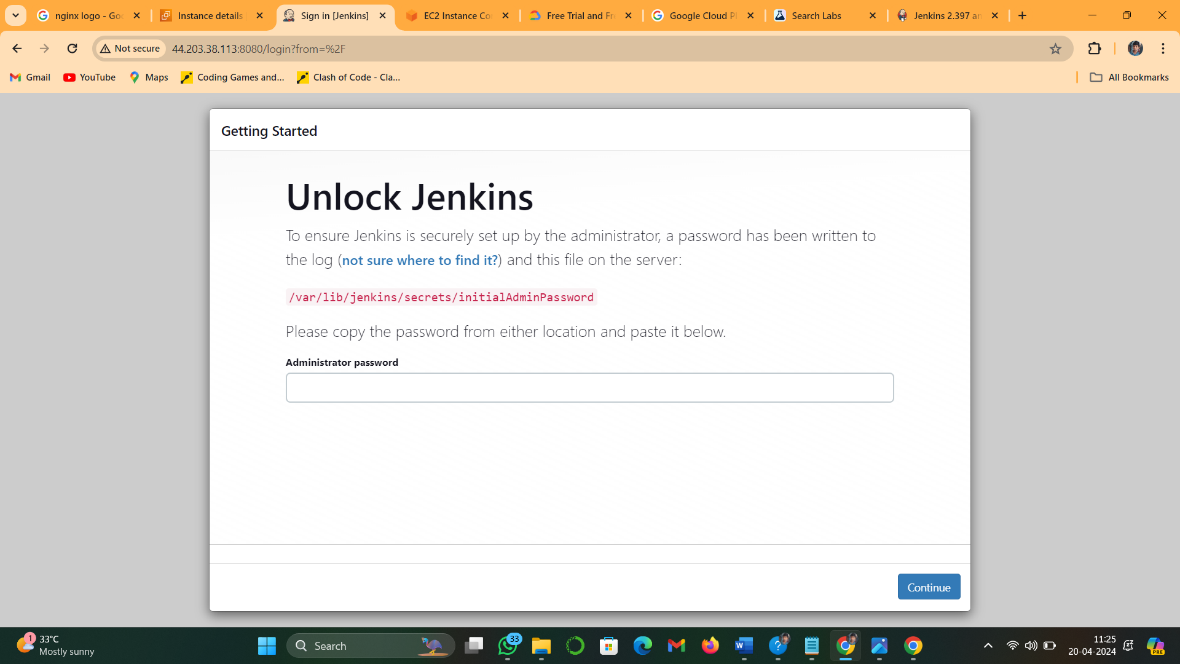 nginx logo - Go
Instance details
Sign in [Jenkins]
EC2 Instance Co
Free Trial and Fr
Google Cloud Pl
Search Labs
Jenkins 2.397 an
Not secure
44.203.38.113:8080/login?from=%2F
Gmail
YouTube
Maps
Coding Games and...
Clash of Code - Cla...
All Bookmarks
Getting Started
Unlock Jenkins
To ensure Jenkins is securely set up by the administrator, a password has been written to
the log (not sure where to find it?) and this file on the server:
/var/lib/jenkins/secrets/initialAdminPassword
Please copy the password from either location and paste it below.
Administrator password
Continue
1
33°C
Mostly sunny
Search
33
11:25
20-04-2024